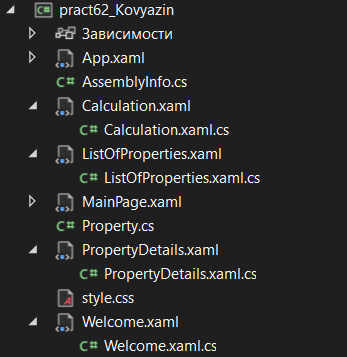 pract62_Kovyazin
Зависимости
App.xaml
C# AssemblyInfo.cs
Calculation.xaml
C# Calculation.xaml.cs
ListOfProperties.xaml
C# ListOfProperties.xaml.cs
MainPage.xaml
C# Property.cs
PropertyDetails.xaml
C# PropertyDetails.xaml.cs
style.css
Welcome.xaml
C# Welcome.xaml.cs